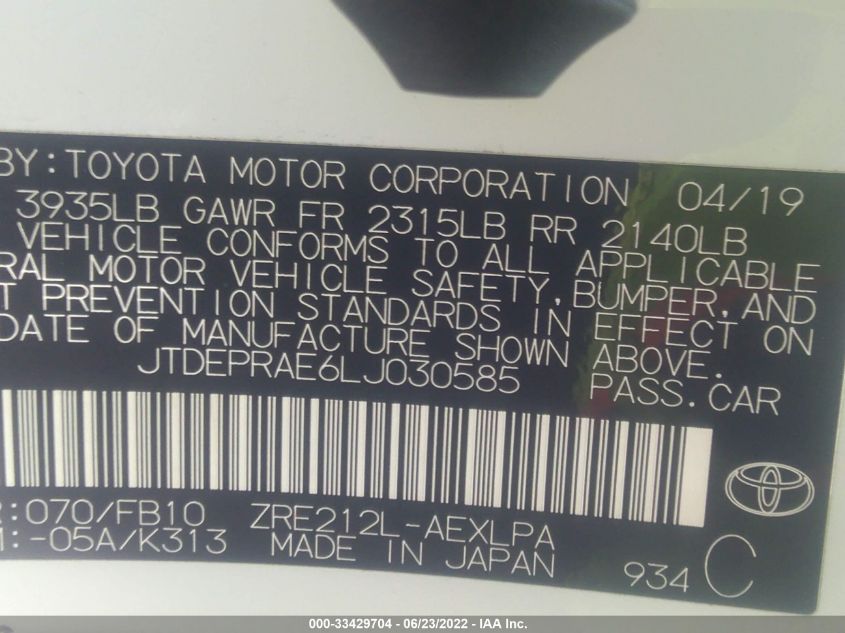 BY:TOYOTA MOTOR CORPORATION 04/19
3935LB GAWR FR 2315LB RR 2140LB
VEHICLE CONFORMS TO ALL APPLICABLE
RAL MOTOR VEHICLE SAFETY,BUMPER,AND
T PREVENTION STANDARDS IN EFFECT ON
DATE OF MANUFACTURE SHOWN ABOVE.
JTDEPRAE6LJ030585 PASS.CAR
R:070/FB10 ZRE212L-AEXLPA
M:-05A/K313 MADE IN JAPAN 934 C
000-33429704 - 06/23/2022 - IAA Inc.